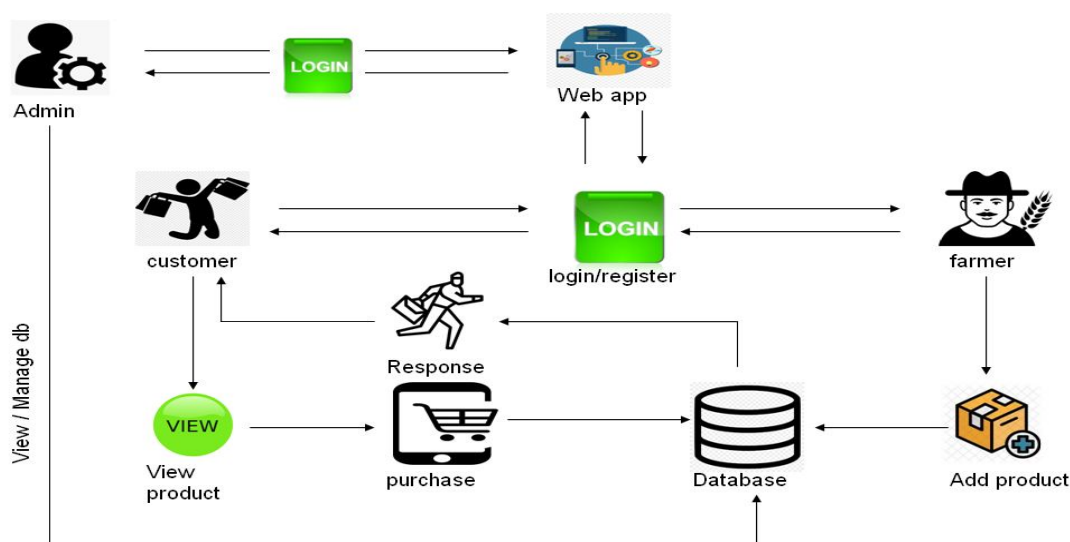 LOGIN
Admin
Web app
LOGIN
customer
login/register
farmer
View / Manage db
Response
VIEW
View
product
purchase
Database
Add product